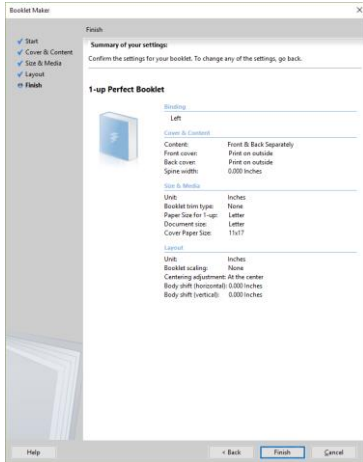 Booklet Maker
Finish
Start
Cover & Content
Size & Media
Layout
Finish
Summary of your settings:
Confirm the settings for your booklet. To change any of the settings, go back.
1-up Perfect Booklet
Binding
Left
Cover & Content
Content: Front & Back Separately
Front cover: Print on outside
Back cover: Print on outside
Spine width: 0.000 Inches
Size & Media
Unit: Inches
Booklet trim type: None
Paper Size for 1-up: Letter
Document size: Letter
Cover Paper Size: 11x17
Layout
Unit: Inches
Booklet scaling: None
Centering adjustment: At the center
Body shift (horizontal): 0.000 Inches
Body shift (vertical): 0.000 Inches
Help
< Back
Finish
Cancel